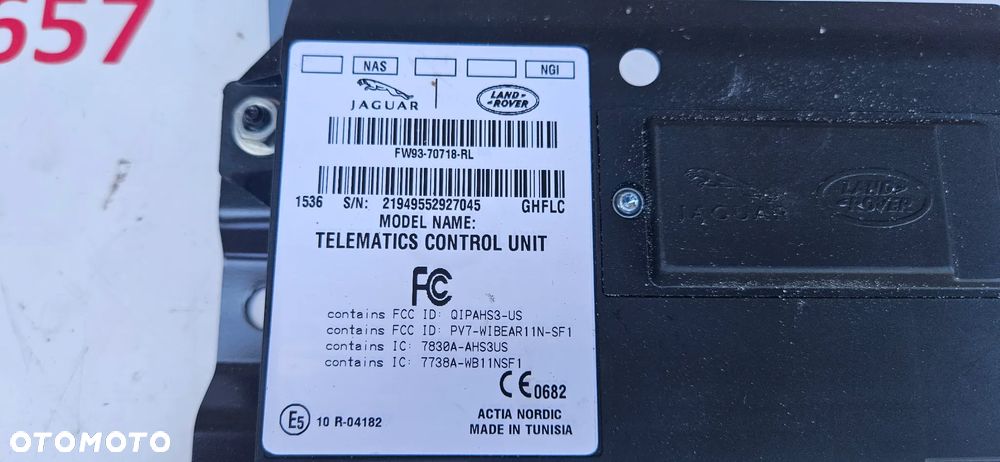 657
NAS NGI
JAGUAR LAND ROVER
FW93-70718-RL
1536 S/N: 21949552927045 GHFLC
MODEL NAME:
TELEMATICS CONTROL UNIT
FC
contains FCC ID: QIPAHS3-US
contains FCC ID: PV7-WIBEAR11N-SF1
contains IC: 7830A-AHS3US
contains IC: 7738A-WB11NSF1
CE 0682
E5 10 R-04182
ACTIA NORDIC
MADE IN TUNISIA
JAGUAR LAND ROVER
OTOMOTO